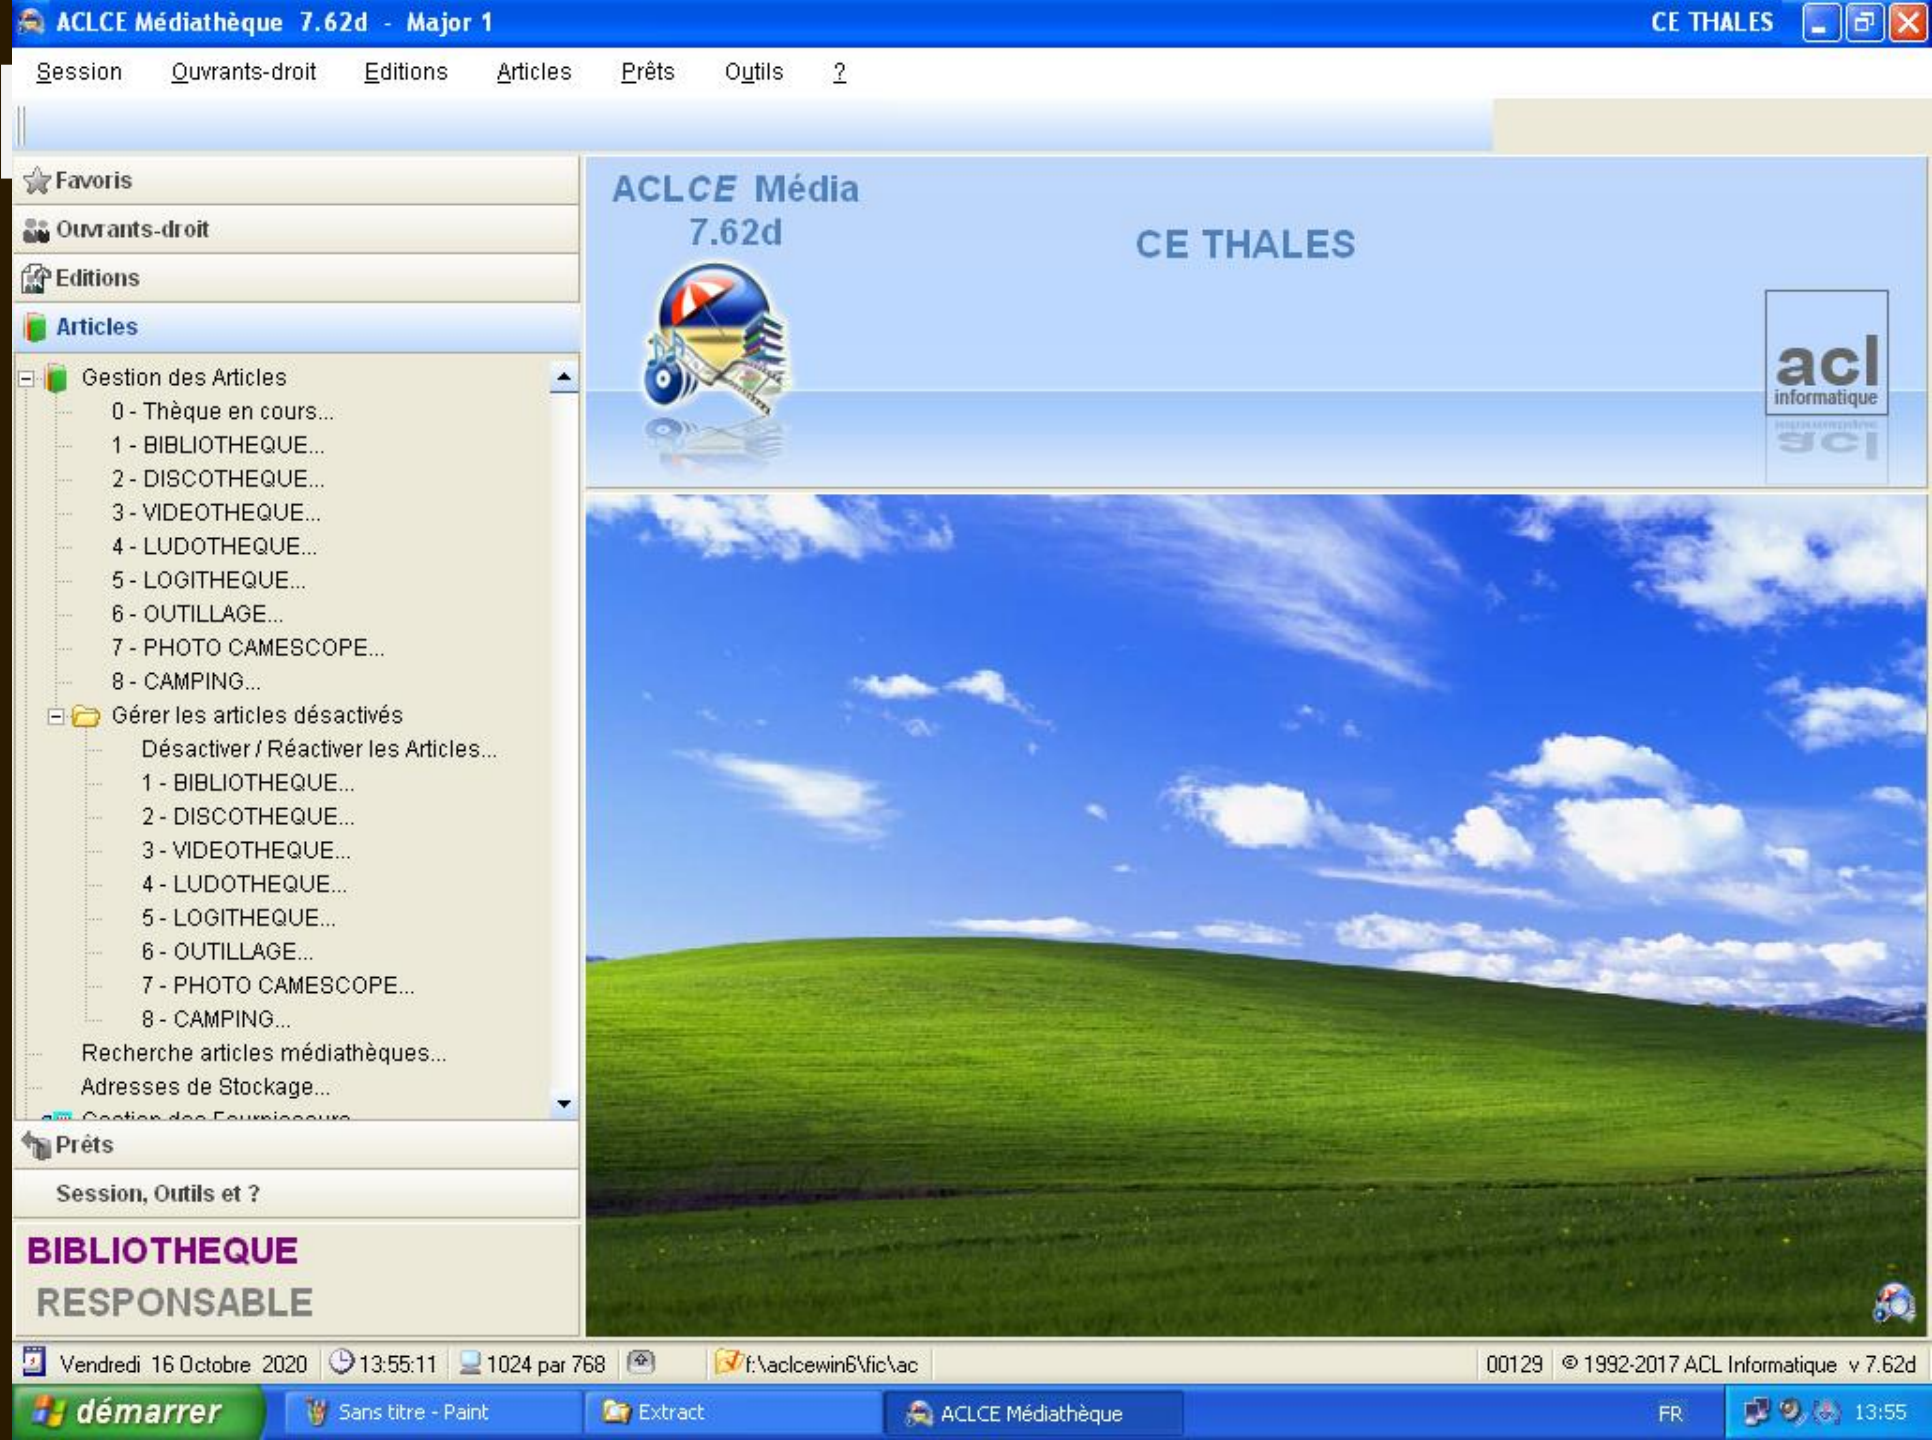 ACLCE Médiathèque 7.62d - Major 1 CE THALES
Session Ouvrants-droit Editions Articles Prêts Outils ?
Favoris
Ouvrants-droit
Editions
Articles
Gestion des Articles
0 - Thèque en cours...
1 - BIBLIOTHEQUE...
2 - DISCOTHEQUE...
3 - VIDEOTHEQUE...
4 - LUDOTHEQUE...
5 - LOGITHEQUE...
6 - OUTILLAGE...
7 - PHOTO CAMESCOPE...
8 - CAMPING...
Gérer les articles désactivés
Désactiver / Réactiver les Articles...
1 - BIBLIOTHEQUE...
2 - DISCOTHEQUE...
3 - VIDEOTHEQUE...
4 - LUDOTHEQUE...
5 - LOGITHEQUE...
6 - OUTILLAGE...
7 - PHOTO CAMESCOPE...
8 - CAMPING...
Recherche articles médiathèques...
Adresses de Stockage...
Gestion des Fournisseurs
Prêts
Session, Outils et ?
BIBLIOTHEQUE
RESPONSABLE
ACLCE Média
7.62d
CE THALES
acl
informatique
Vendredi 16 Octobre 2020 13:55:11 1024 par 768 f:\aclcewin6\fic\ac 00129 © 1992-2017 ACL Informatique v 7.62d
démarrer Sans titre - Paint Extract ACLCE Médiathèque FR 13:55